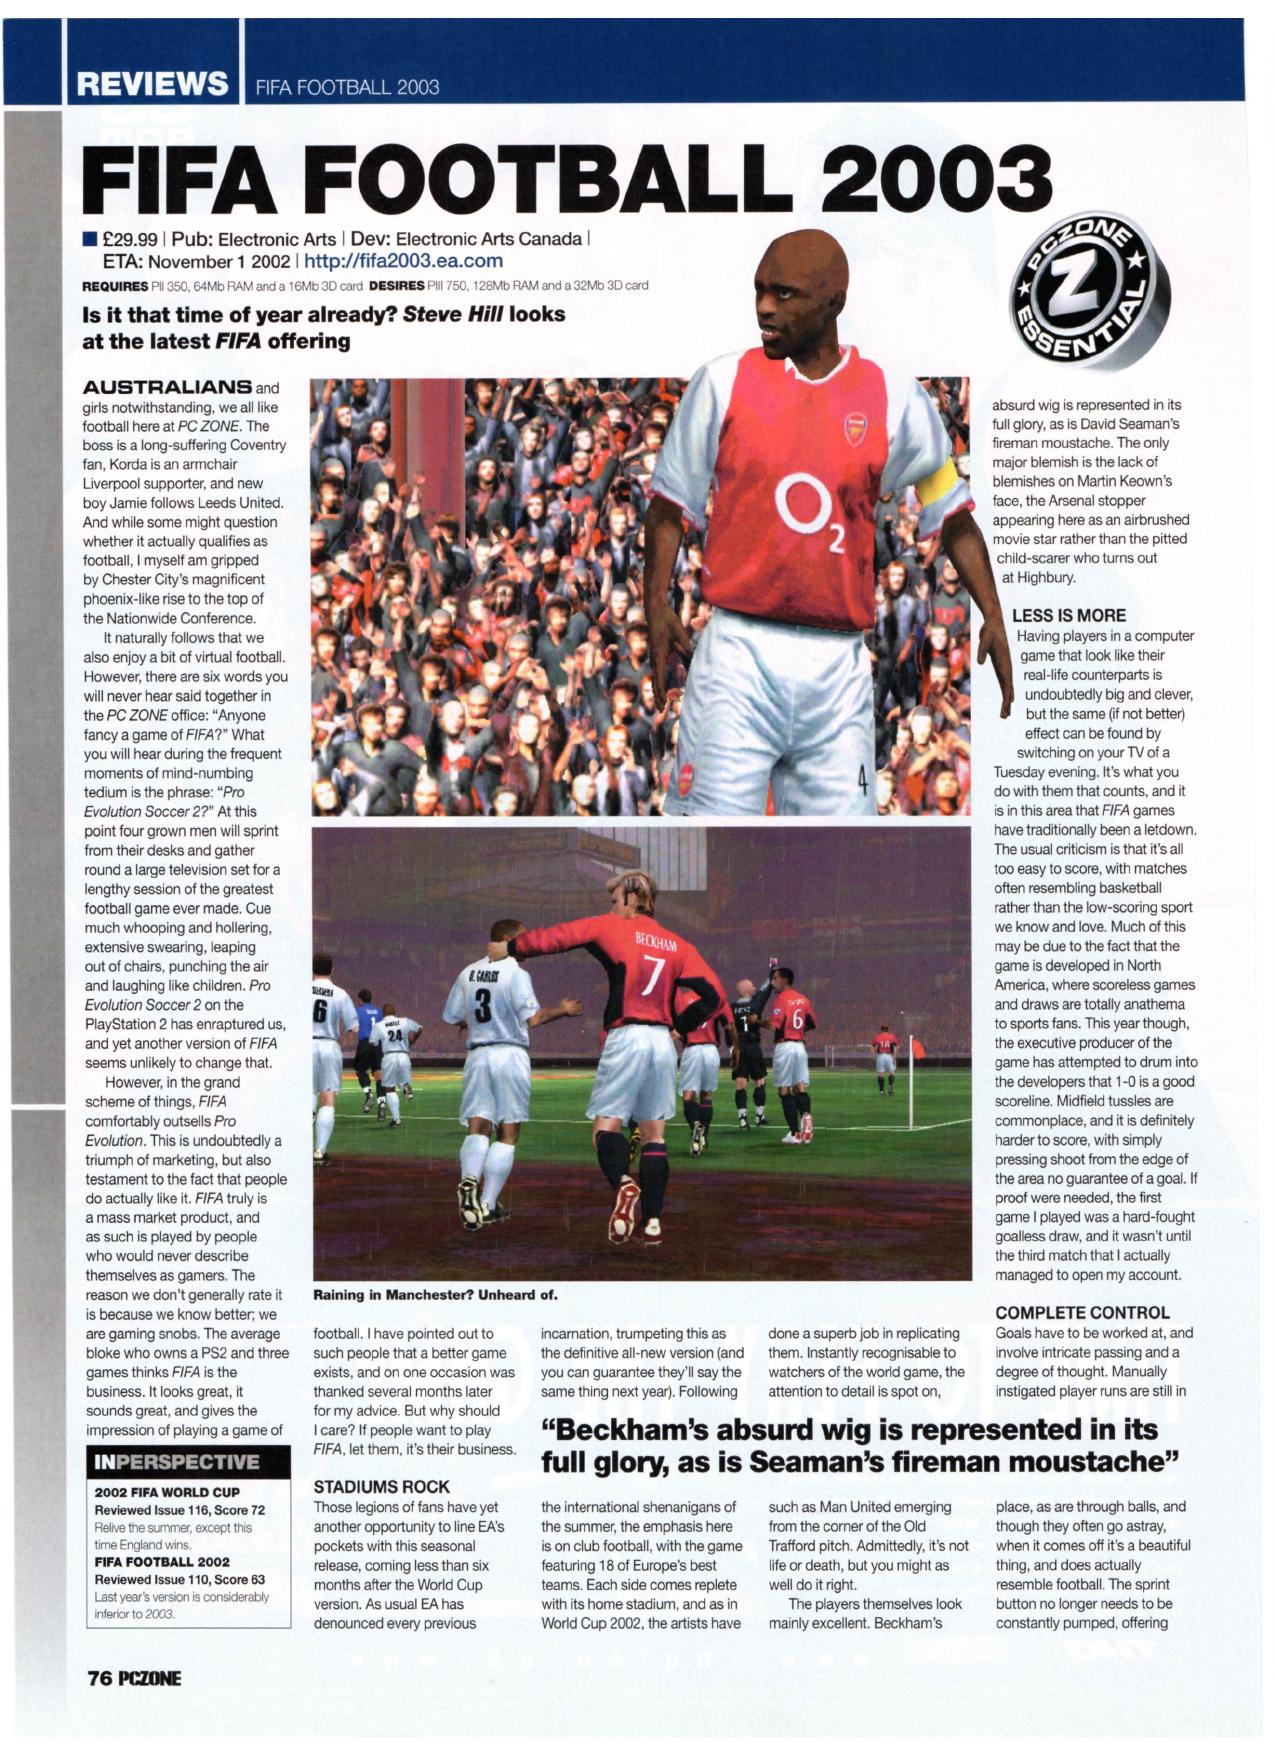 REVIEWS
FIFA FOOTBALL 2003
FIFA FOOTBALL 2003
£29.99 | Pub: Electronic Arts | Dev: Electronic Arts Canada |
ETA: November 1 2002 | http://fifa2003.ea.com
REQUIRES PII 350, 64Mb RAM and a 16Mb 3D card DESIRES PIII 750, 128Mb RAM and a 32Mb 3D card
Is it that time of year already? Steve Hill looks
at the latest FIFA offering
PCZONE
Z
ESSENTIAL
AUSTRALIANS and
girls notwithstanding, we all like
football here at PC ZONE. The
boss is a long-suffering Coventry
fan, Korda is an armchair
Liverpool supporter, and new
boy Jamie follows Leeds United.
And while some might question
whether it actually qualifies as
football, I myself am gripped
by Chester City's magnificent
phoenix-like rise to the top of
the Nationwide Conference.
It naturally follows that we
also enjoy a bit of virtual football.
However, there are six words you
will never hear said together in
the PC ZONE office: "Anyone
fancy a game of FIFA?" What
you will hear during the frequent
moments of mind-numbing
tedium is the phrase: "Pro
Evolution Soccer 2?" At this
point four grown men will sprint
from their desks and gather
round a large television set for a
lengthy session of the greatest
football game ever made. Cue
much whooping and hollering,
extensive swearing, leaping
out of chairs, punching the air
and laughing like children. Pro
Evolution Soccer 2 on the
PlayStation 2 has enraptured us,
and yet another version of FIFA
seems unlikely to change that.
However, in the grand
scheme of things, FIFA
comfortably outsells Pro
Evolution. This is undoubtedly a
triumph of marketing, but also
testament to the fact that people
do actually like it. FIFA truly is
a mass market product, and
as such is played by people
who would never describe
themselves as gamers. The
reason we don't generally rate it
is because we know better; we
are gaming snobs. The average
bloke who owns a PS2 and three
games thinks FIFA is the
business. It looks great, it
sounds great, and gives the
impression of playing a game of
INPERSPECTIVE
2002 FIFA WORLD CUP
Reviewed Issue 116, Score 72
Relive the summer, except this
time England wins.
FIFA FOOTBALL 2002
Reviewed Issue 110, Score 63
Last year's version is considerably
inferior to 2003.
O2
4
BECKHAM
7
R. CARLOS
3
6
1
24
7
1
6
18
Raining in Manchester? Unheard of.
football. I have pointed out to
such people that a better game
exists, and on one occasion was
thanked several months later
for my advice. But why should
I care? If people want to play
FIFA, let them, it's their business.
STADIUMS ROCK
Those legions of fans have yet
another opportunity to line EA's
pockets with this seasonal
release, coming less than six
months after the World Cup
version. As usual EA has
denounced every previous
incarnation, trumpeting this as
the definitive all-new version (and
you can guarantee they'll say the
same thing next year). Following
"Beckham's absurd wig is represented in its
full glory, as is Seaman's fireman moustache"
the international shenanigans of
the summer, the emphasis here
is on club football, with the game
featuring 18 of Europe's best
teams. Each side comes replete
with its home stadium, and as in
World Cup 2002, the artists have
done a superb job in replicating
them. Instantly recognisable to
watchers of the world game, the
attention to detail is spot on,
such as Man United emerging
from the corner of the Old
Trafford pitch. Admittedly, it's not
life or death, but you might as
well do it right.
The players themselves look
mainly excellent. Beckham's
absurd wig is represented in its
full glory, as is David Seaman's
fireman moustache. The only
major blemish is the lack of
blemishes on Martin Keown's
face, the Arsenal stopper
appearing here as an airbrushed
movie star rather than the pitted
child-scarer who turns out
at Highbury.
LESS IS MORE
Having players in a computer
game that look like their
real-life counterparts is
undoubtedly big and clever,
but the same (if not better)
effect can be found by
switching on your TV of a
Tuesday evening. It's what you
do with them that counts, and it
is in this area that FIFA games
have traditionally been a letdown.
The usual criticism is that it's all
too easy to score, with matches
often resembling basketball
rather than the low-scoring sport
we know and love. Much of this
may be due to the fact that the
game is developed in North
America, where scoreless games
and draws are totally anathema
to sports fans. This year though,
the executive producer of the
game has attempted to drum into
the developers that 1-0 is a good
scoreline. Midfield tussles are
commonplace, and it is definitely
harder to score, with simply
pressing shoot from the edge of
the area no guarantee of a goal. If
proof were needed, the first
game I played was a hard-fought
goalless draw, and it wasn't until
the third match that I actually
managed to open my account.
COMPLETE CONTROL
Goals have to be worked at, and
involve intricate passing and a
degree of thought. Manually
instigated player runs are still in
place, as are through balls, and
though they often go astray,
when it comes off it's a beautiful
thing, and does actually
resemble football. The sprint
button no longer needs to be
constantly pumped, offering
76 PCZONE